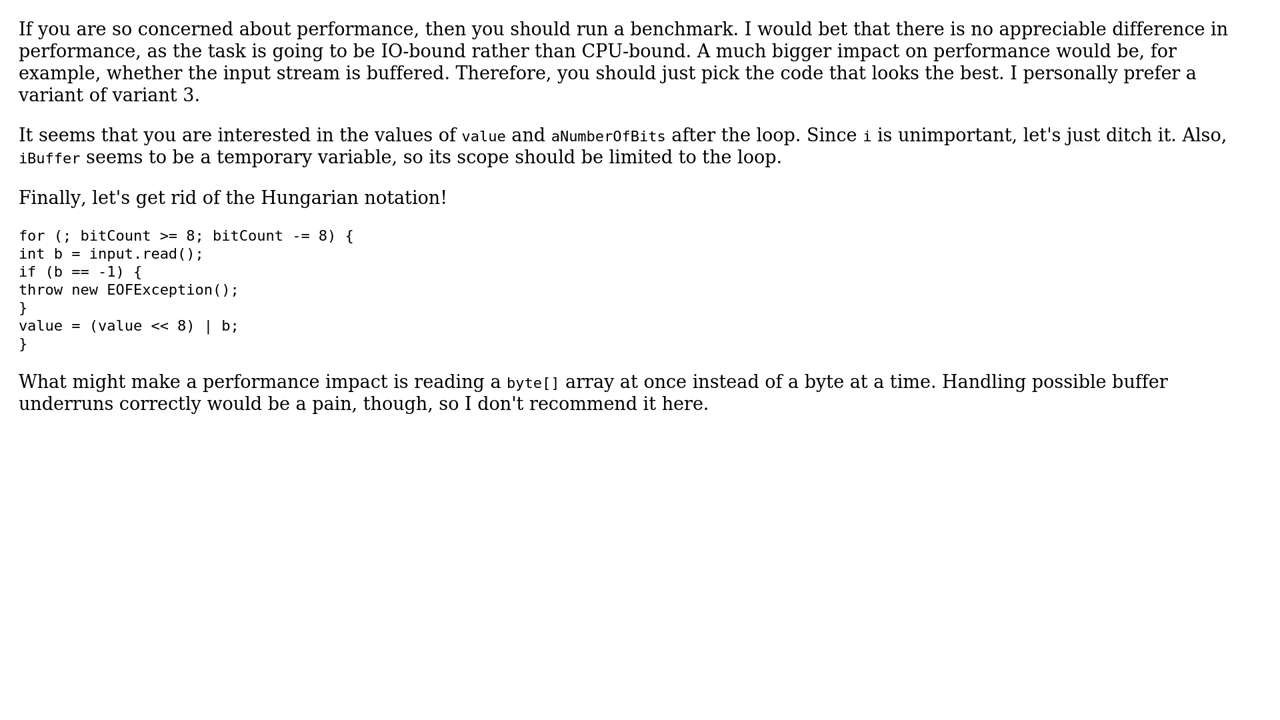 If you are so concerned about performance, then you should run a benchmark. I would bet that there is no appreciable difference in
performance, as the task is going to be IO-bound rather than CPU-bound. A much bigger impact on performance would be, for
example, whether the input stream is buffered. Therefore, you should just pick the code that looks the best. I personally prefer a
variant of variant 3.
It seems that you are interested in the values of value and aNumberOfBits after the loop. Since i is unimportant, let's just ditch it. Also,
iBuffer seems to be a temporary variable, so its scope should be limited to the loop.
Finally, let's get rid of the Hungarian notation!
for (; bitCount >= 8; bitCount -= 8) {
int b = input.read();
if (b == -1) {
throw new EOFException();
}
value = (value << 8) | b;
}
What might make a performance impact is reading a byte[] array at once instead of a byte at a time. Handling possible buffer
underruns correctly would be a pain, though, so I don't recommend it here.